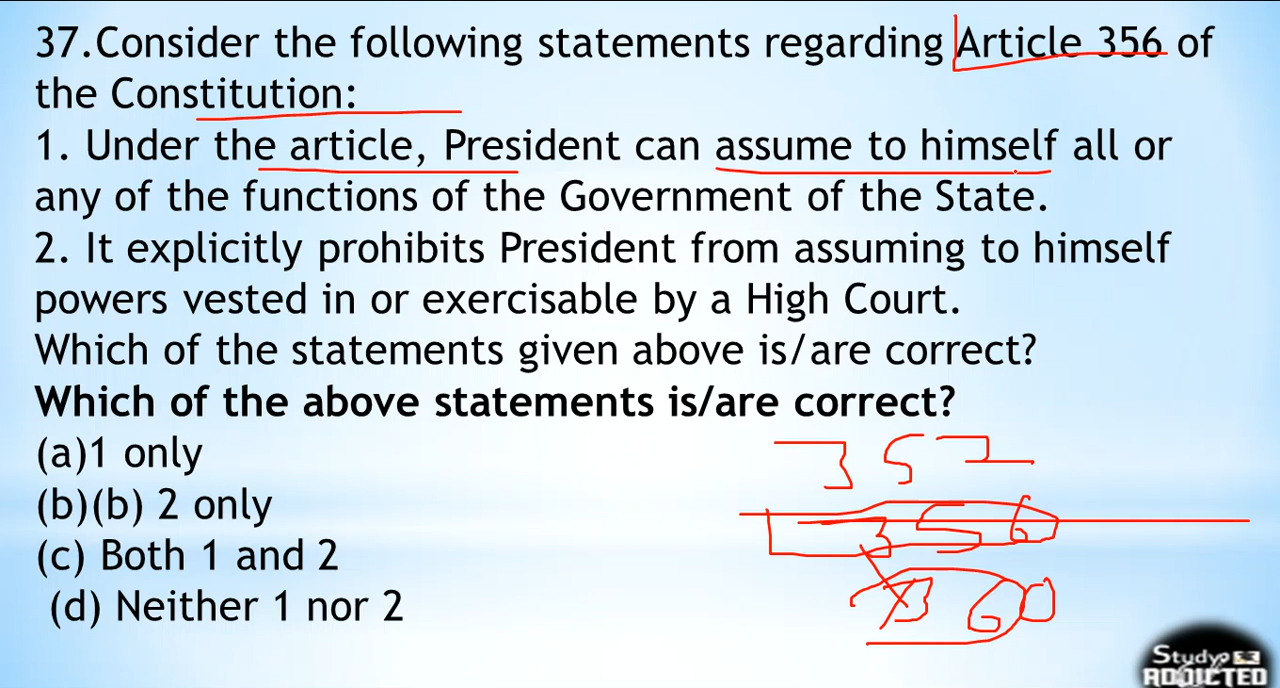 37.Consider the following statements regarding Article 356 of
the Constitution:
1. Under the article, President can assume to himself all or
any of the functions of the Government of the State.
2. It explicitly prohibits President from assuming to himself
powers vested in or exercisable by a High Court.
Which of the statements given above is/are correct?
Which of the above statements is/are correct?
(a)1 only
(b)(b) 2 only
(c) Both 1 and 2
(d) Neither 1 nor 2
352
356
360
Study
ADDICTED